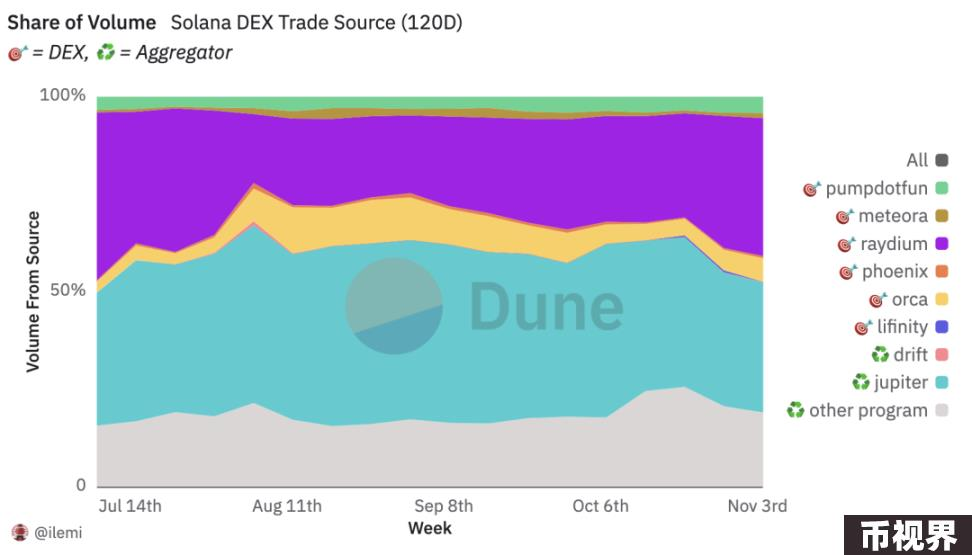 Share of Volume Solana DEX Trade Source (120D)
= DEX, = Aggregator
100%
50%
0
Volume From Source
Jul 14th Aug 11th Sep 8th Oct 6th Nov 3rd
Week
Dune
All
pumpdotfun
meteora
raydium
phoenix
orca
lifinity
drift
jupiter
other program
@ilemi
币视界